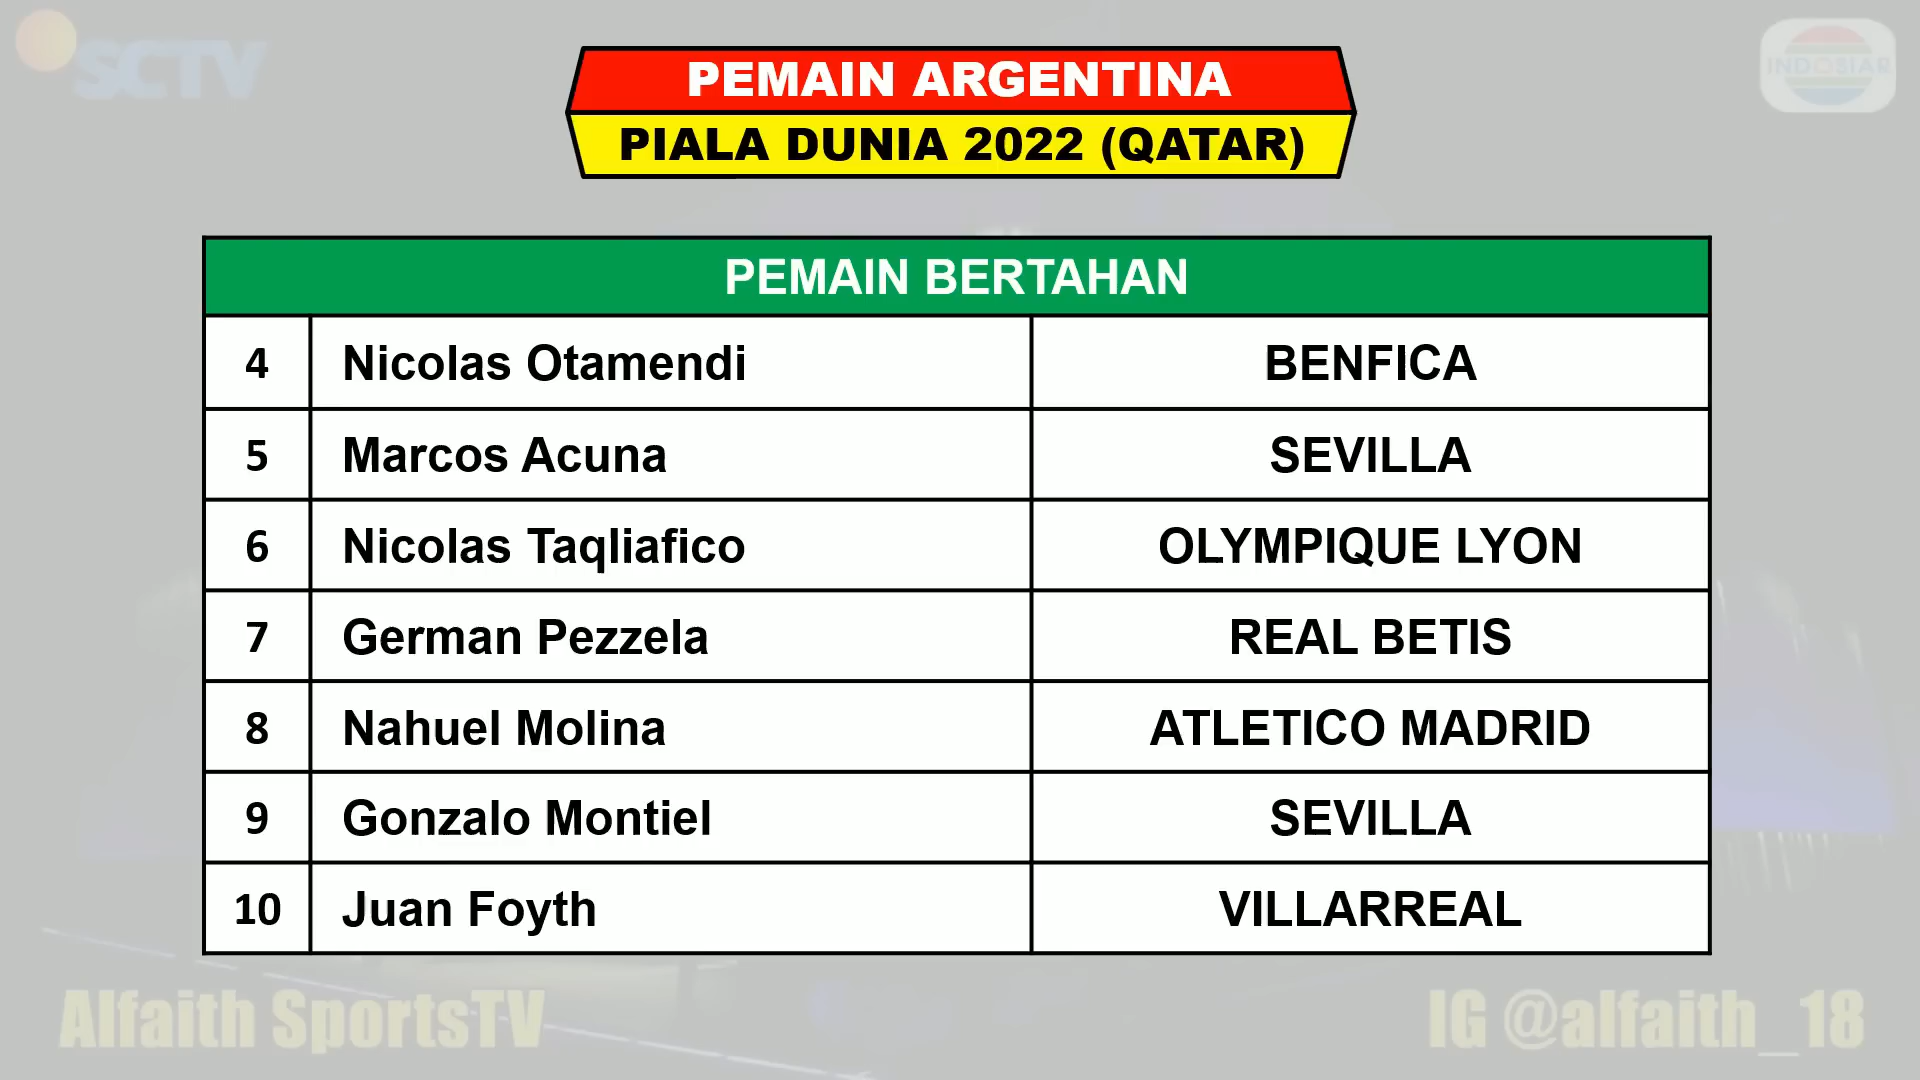 SCTV
INDOSIAR
PEMAIN ARGENTINA
PIALA DUNIA 2022 (QATAR)
PEMAIN BERTAHAN
4 Nicolas Otamendi BENFICA
5 Marcos Acuna SEVILLA
6 Nicolas Taqliafico OLYMPIQUE LYON
7 German Pezzela REAL BETIS
8 Nahuel Molina ATLETICO MADRID
9 Gonzalo Montiel SEVILLA
10 Juan Foyth VILLARREAL
Alfaith SportsTV
IG @alfaith_18